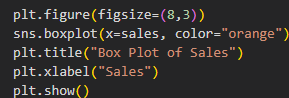 plt.figure(figsize=(8,3))
sns.boxplot(x=sales, color="orange")
plt.title("Box Plot of Sales")
plt.xlabel("Sales")
plt.show()